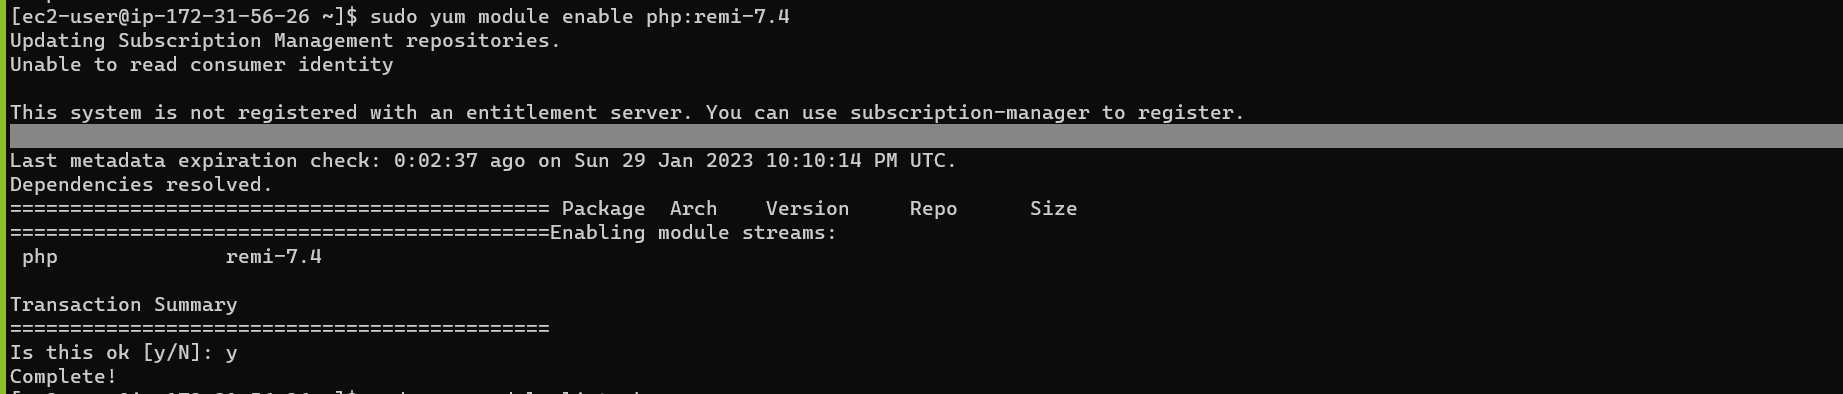 [ec2-user@ip-172-31-56-26 ~]$ sudo yum module enable php:remi-7.4
Updating Subscription Management repositories.
Unable to read consumer identity
This system is not registered with an entitlement server. You can use subscription-manager to register.
Last metadata expiration check: 0:02:37 ago on Sun 29 Jan 2023 10:10:14 PM UTC.
Dependencies resolved.
============================================= Package  Arch    Version     Repo      Size
=============================================Enabling module streams:
 php              remi-7.4
Transaction Summary
=============================================
Is this ok [y/N]: y
Complete!